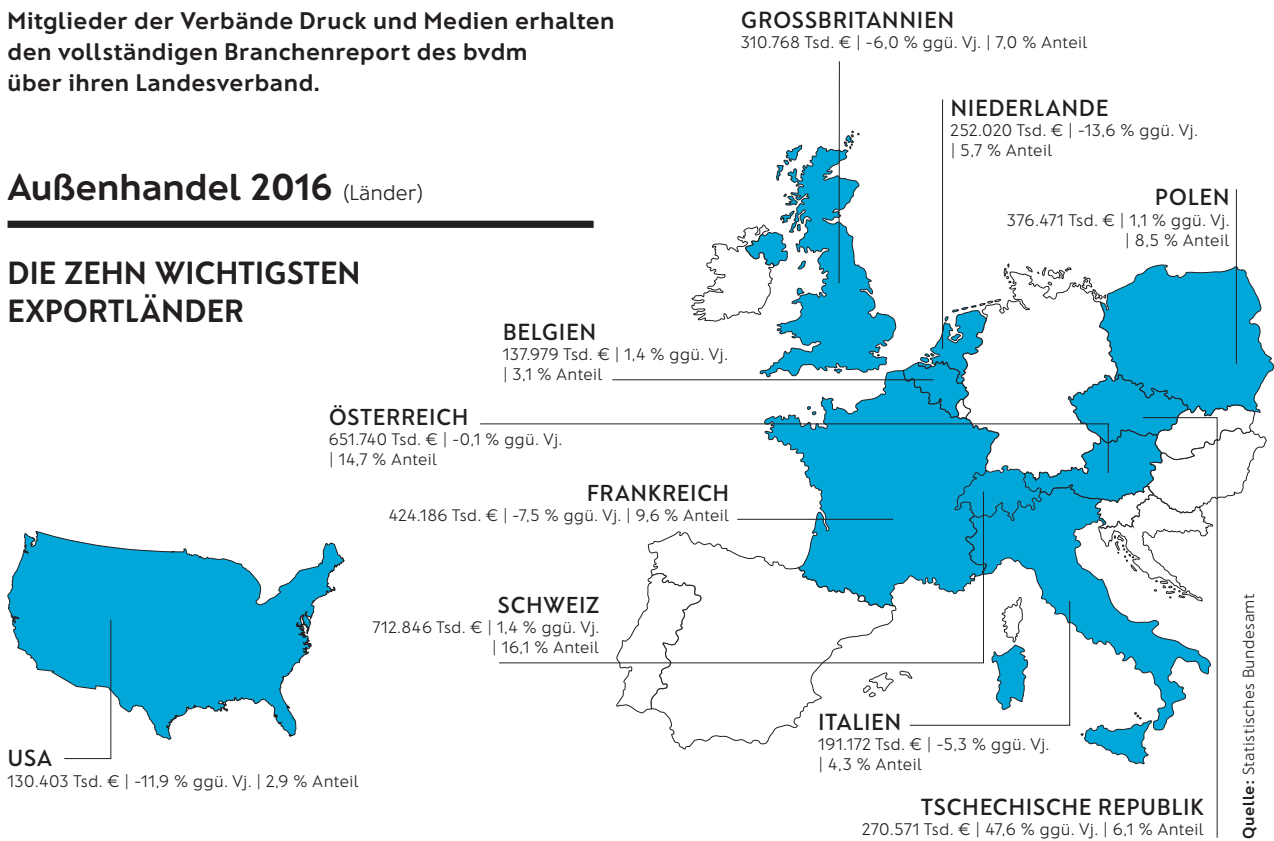 Mitglieder der Verbände Druck und Medien erhalten
den vollständigen Branchenreport des bvdm
über ihren Landesverband.
Außenhandel 2016 (Länder)
DIE ZEHN WICHTIGSTEN
EXPORTLÄNDER
GROSSBRITANNIEN
310.768 Tsd. € | -6,0 % ggü. Vj. | 7,0 % Anteil
NIEDERLANDE
252.020 Tsd. € | -13,6 % ggü. Vj.
| 5,7 % Anteil
POLEN
376.471 Tsd. € | 1,1 % ggü. Vj.
| 8,5 % Anteil
BELGIEN
137.979 Tsd. € | 1,4 % ggü. Vj.
| 3,1 % Anteil
ÖSTERREICH
651.740 Tsd. € | -0,1 % ggü. Vj.
| 14,7 % Anteil
FRANKREICH
424.186 Tsd. € | -7,5 % ggü. Vj. | 9,6 % Anteil
SCHWEIZ
712.846 Tsd. € | 1,4 % ggü. Vj.
| 16,1 % Anteil
ITALIEN
191.172 Tsd. € | -5,3 % ggü. Vj.
| 4,3 % Anteil
USA
130.403 Tsd. € | -11,9 % ggü. Vj. | 2,9 % Anteil
TSCHECHISCHE REPUBLIK
270.571 Tsd. € | 47,6 % ggü. Vj. | 6,1 % Anteil
Quelle: Statistisches Bundesamt